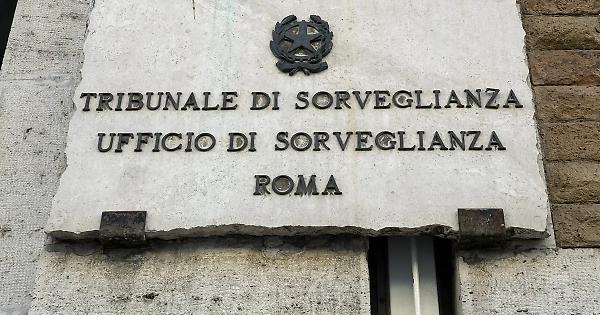 TRIBUNALE DI SORVEGLIANZA
UFFICIO DI SORVEGLIANZA
ROMA